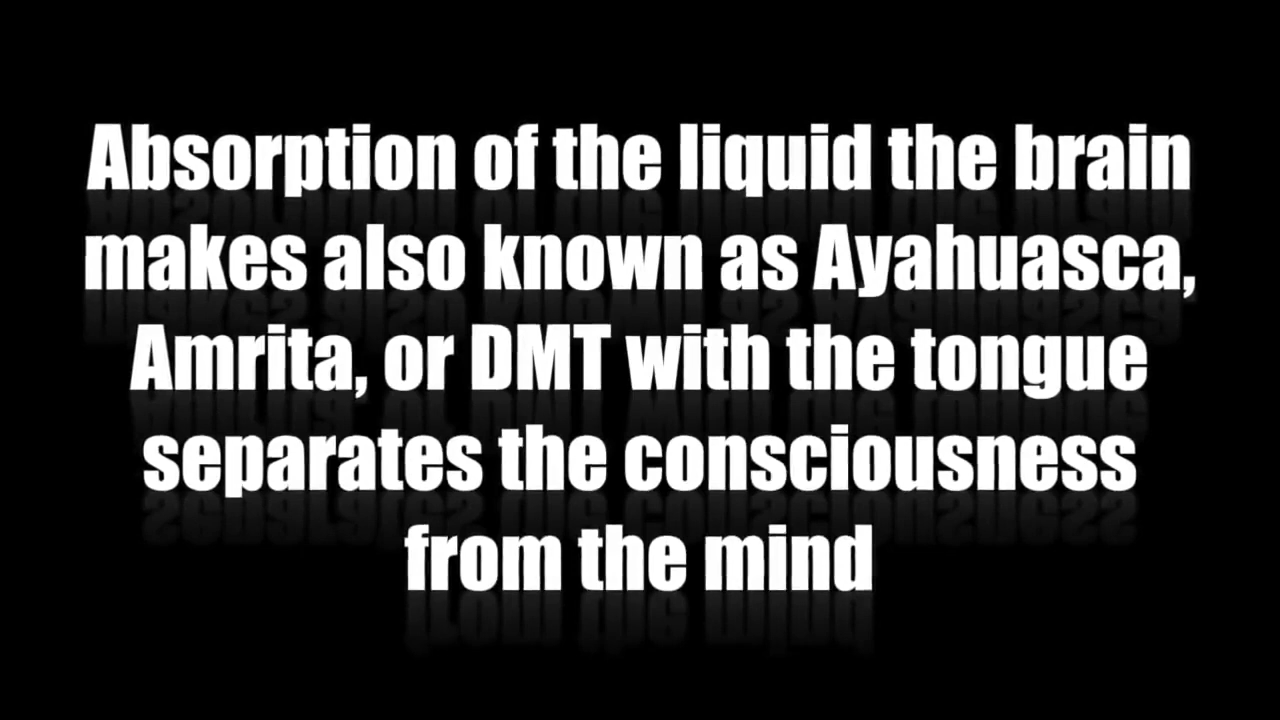 Absorption of the liquid the brain
makes also known as Ayahuasca,
Amrita, or DMT with the tongue
separates the consciousness
from the mind